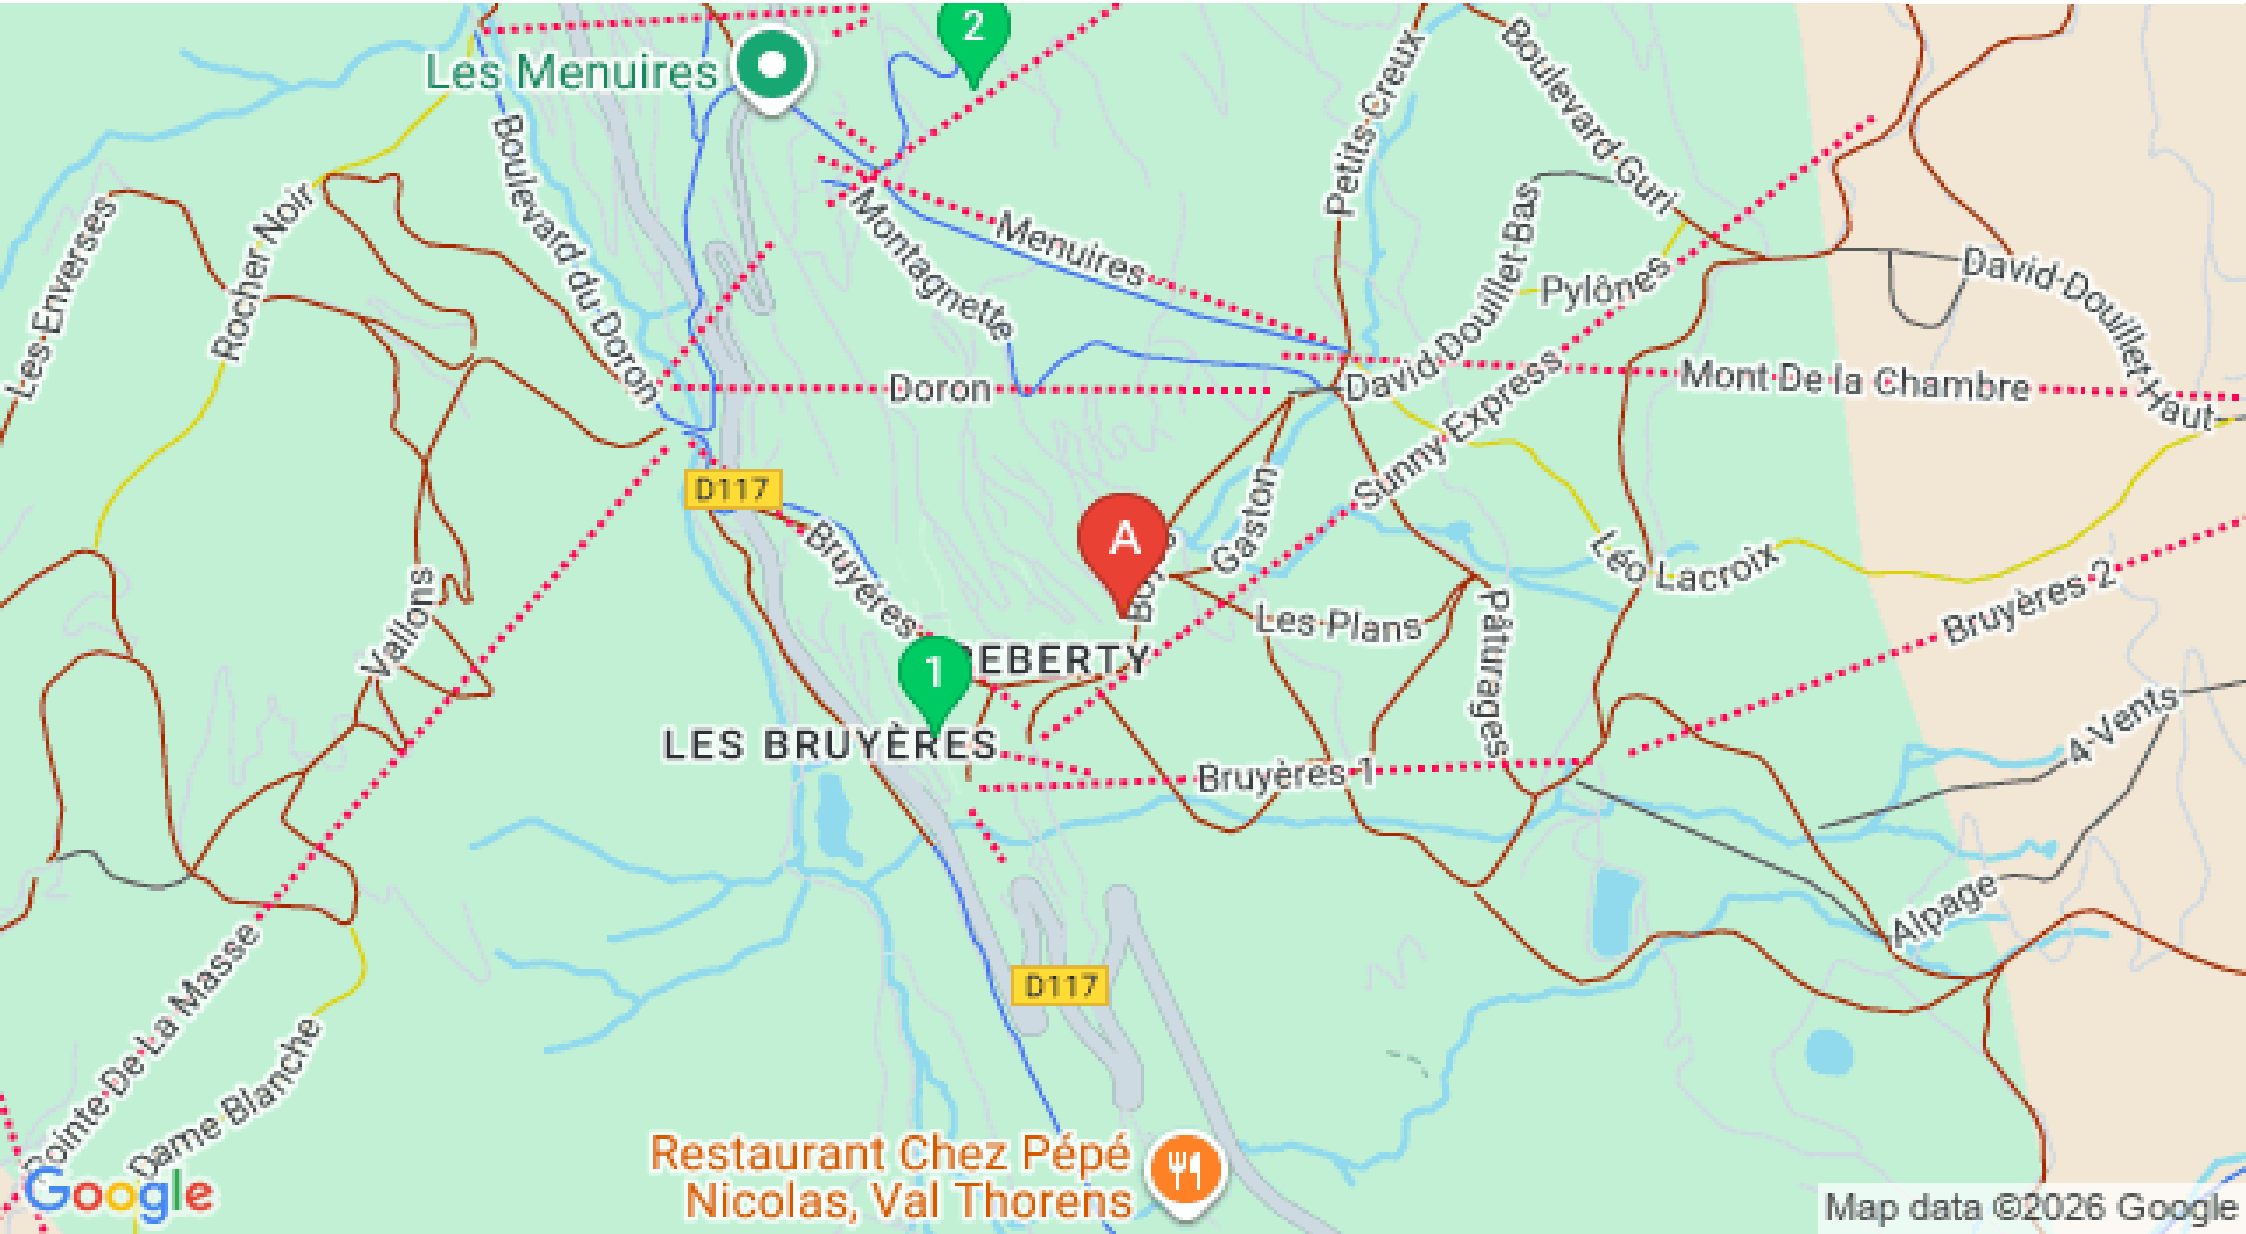 2
Les Menuires
Petits Creux
Boulevard Guri
Boulevard du Doron
Les Enverses
Rocher Noir
Montagnette
Menuires
David Douillet Bas
Pylônes
David Douillet Haut
Doron
Mont De la Chambre
Sunny Express
D117
A
Gaston
Bruyères
Léo Lacroix
Bruyères 2
Les Plans
Vallons
Pâturages
1
LES BRUYÈRES
Bruyères 1
4 Vents
Alpage
Pointe De La Masse
D117
Dame Blanche
Restaurant Chez Pépé
Nicolas, Val Thorens
Google
Map data ©2026 Google